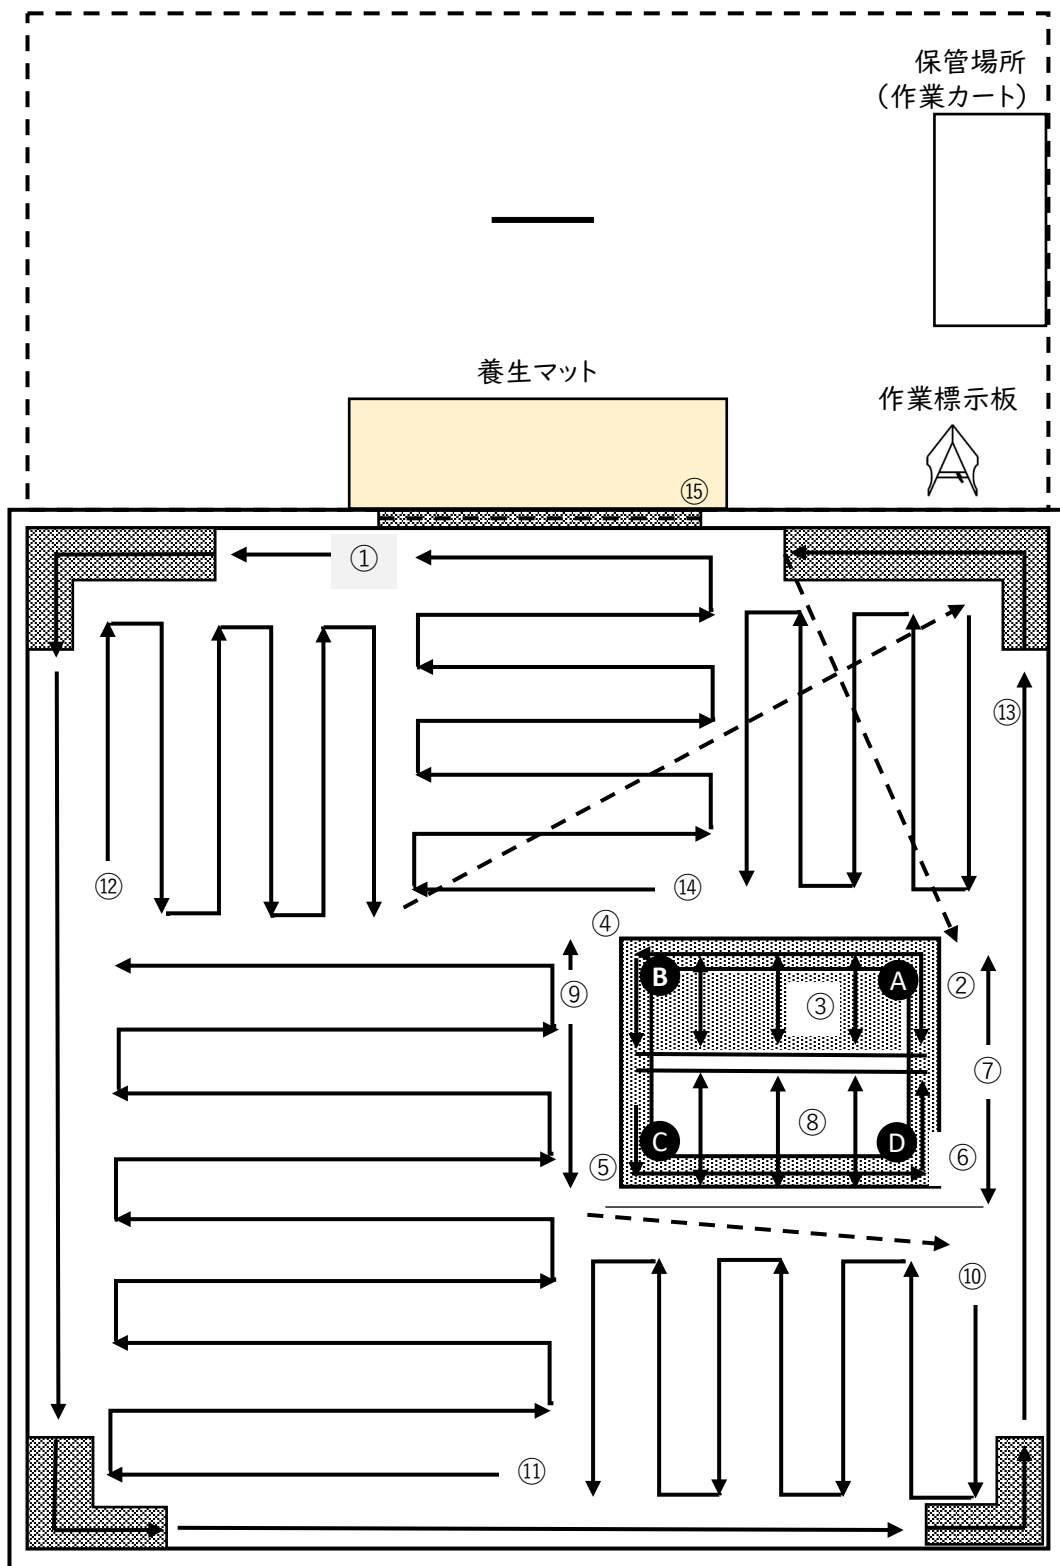 保管場所
（作業カート）
養生マット
作業標示板
⑮
①
⑬
⑫
⑭
④
②
B
A
⑨
③
⑦
⑧
C
D
⑤
⑥
⑩
⑪